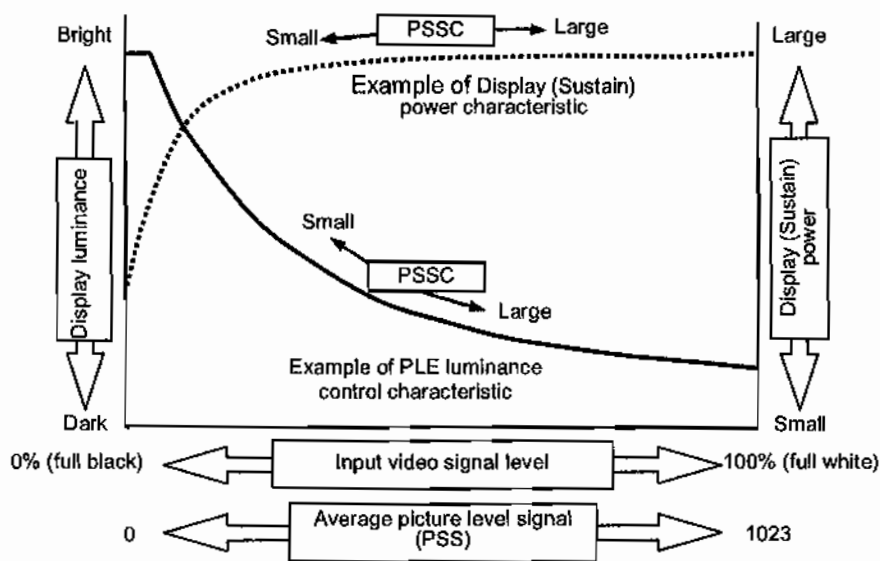 Bright
Small
PSSC
Large
Large
Example of Display (Sustain)
power characteristic
Display luminance
Small
PSSC
Large
Display (Sustain)
power
Example of PLE luminance
control characteristic
Dark
Small
0% (full black)
Input video signal level
100% (full white)
0
Average picture level signal
(PSS)
1023